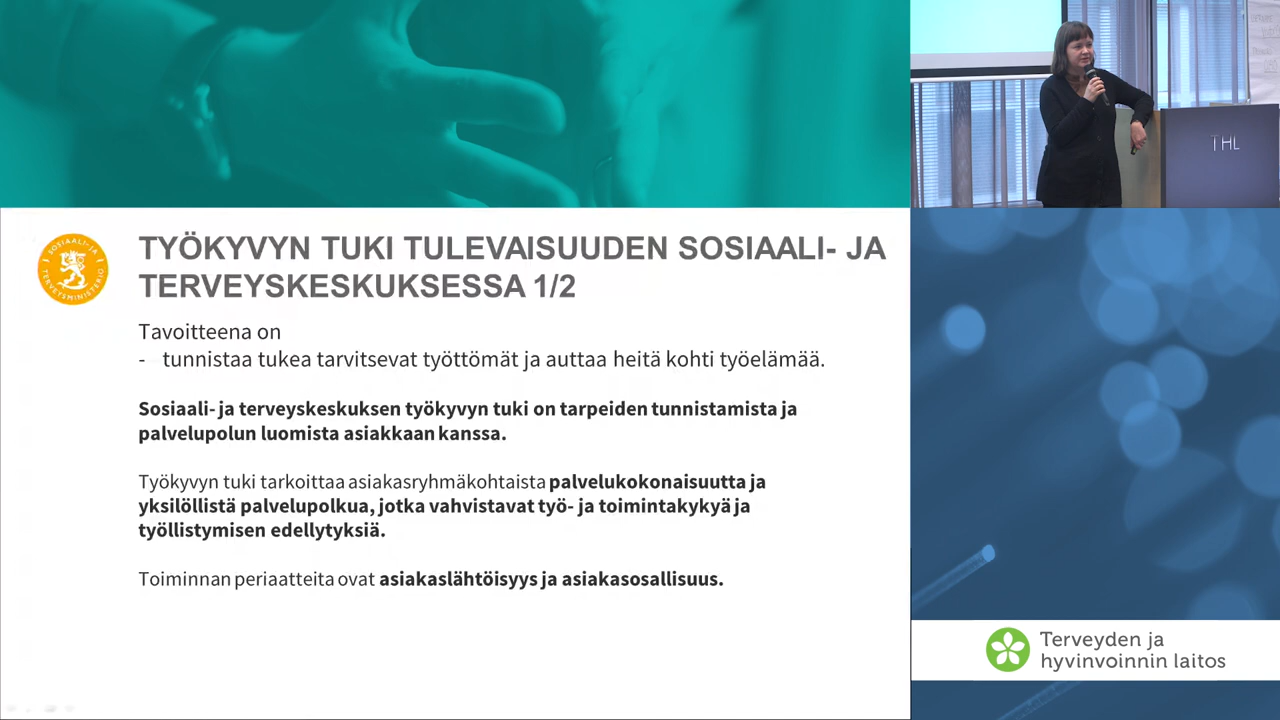 THL
SOSIAALI- JA
TERVEYSMINISTERIÖ
TYÖKYVYN TUKI TULEVAISUUDEN SOSIAALI- JA
TERVEYSKESKUKSESSA 1/2
Tavoitteena on
- tunnistaa tukea tarvitsevat työttömät ja auttaa heitä kohti työelämää.
Sosiaali- ja terveyskeskuksen työkyvyn tuki on tarpeiden tunnistamista ja
palvelupolun luomista asiakkaan kanssa.
Työkyvyn tuki tarkoittaa asiakasryhmäkohtaista palvelukokonaisuutta ja
yksilöllistä palvelupolkua, jotka vahvistavat työ- ja toimintakykyä ja
työllistymisen edellytyksiä.
Toiminnan periaatteita ovat asiakaslähtöisyys ja asiakasosallisuus.
Terveyden ja
hyvinvoinnin laitos